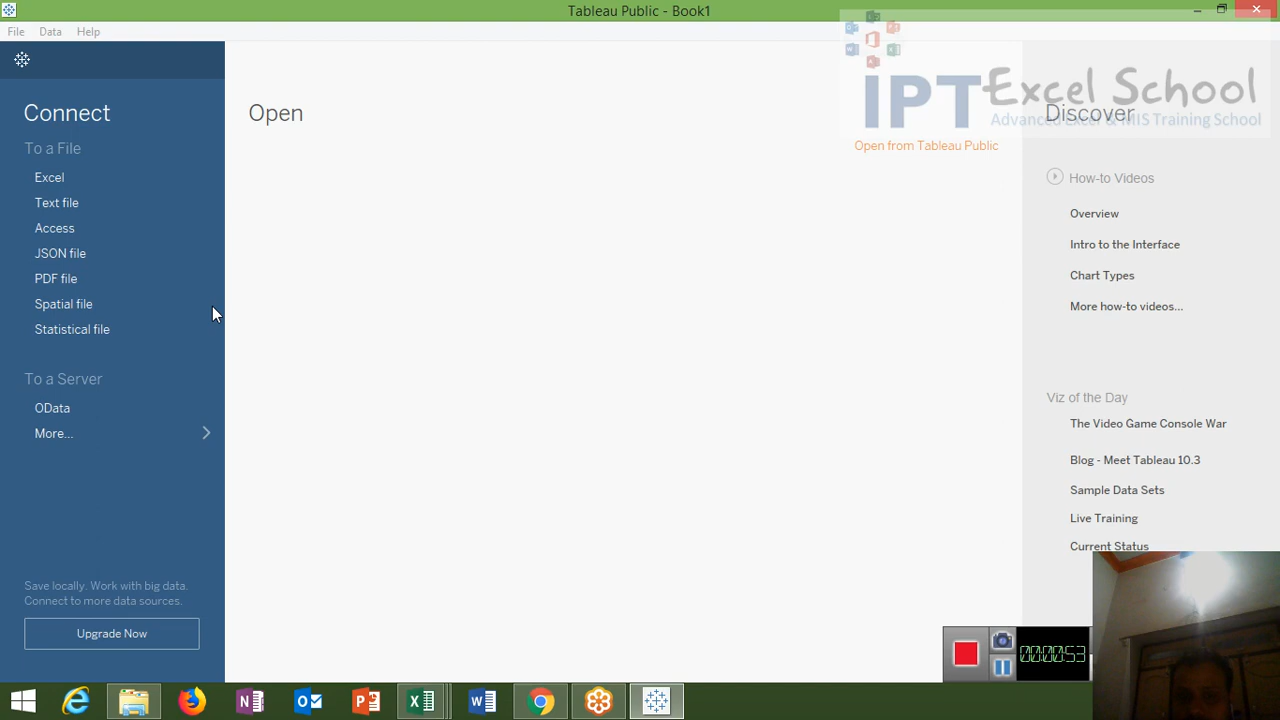 Tableau Public - Book1
File Data Help
IPT Excel School
Advanced Excel & MIS Training School
Connect
To a File
Excel
Text file
Access
JSON file
PDF file
Spatial file
Statistical file
To a Server
OData
More...
Save locally. Work with big data.
Connect to more data sources.
Upgrade Now
Open
Open from Tableau Public
Discover
How-to Videos
Overview
Intro to the Interface
Chart Types
More how-to videos...
Viz of the Day
The Video Game Console War
Blog - Meet Tableau 10.3
Sample Data Sets
Live Training
Current Status
00:00:53